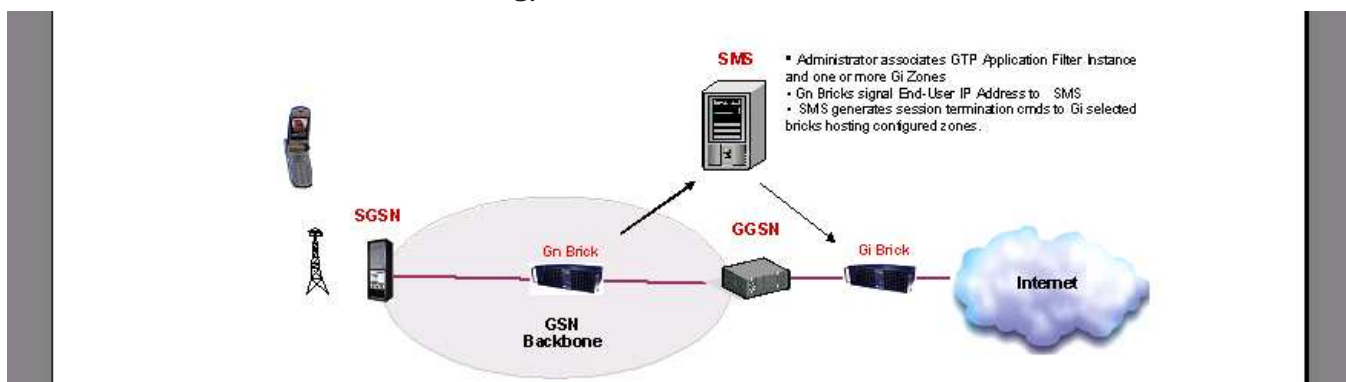 SMS
▪ Administrator associates GTP Application Filter Instance
and one or more Gi Zones
• Gn Bricks signal End-User IP Address to SMS
• SMS generates session termination cmds to Gi selected
bricks hosting configured zones.
SGSN
GGSN
Gn Brick
Gi Brick
Internet
GSN
Backbone